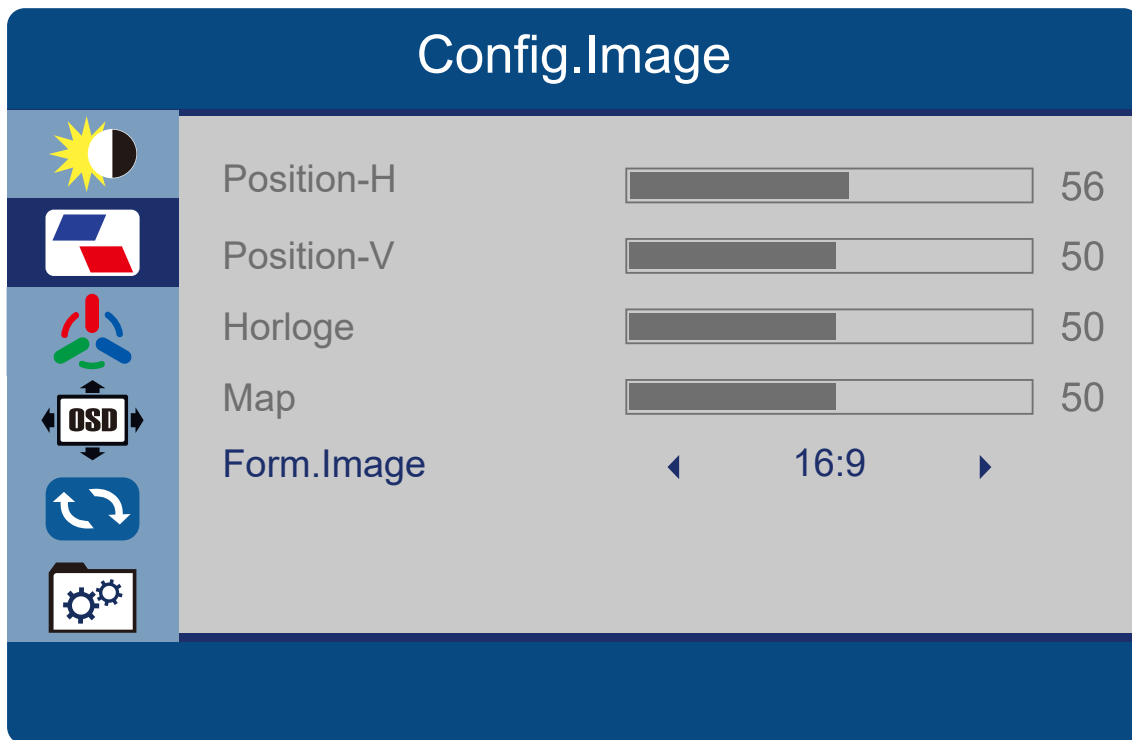 Config.Image
Position-H 56
Position-V 50
Horloge 50
Map 50
OSD
Form.Image 16:9